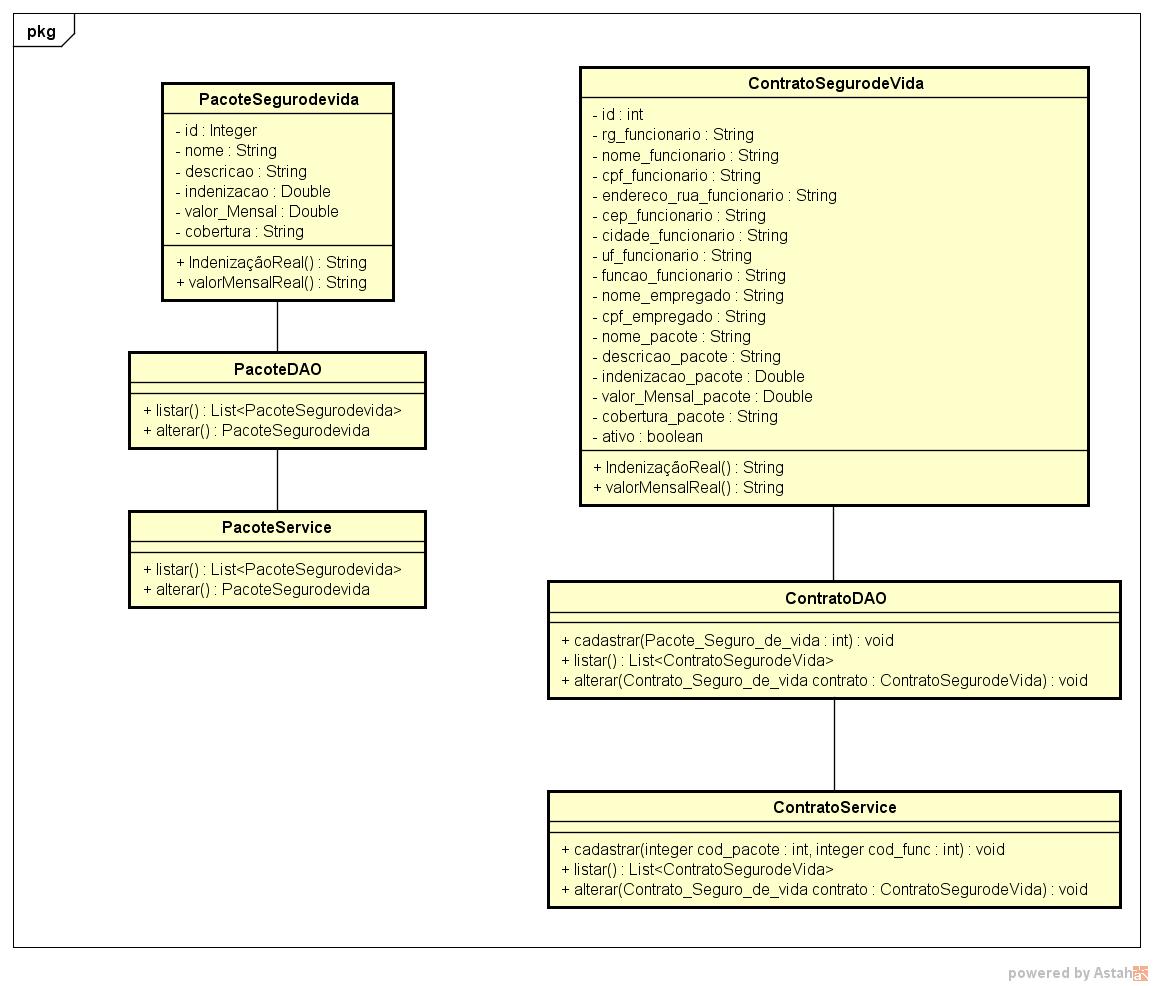 pkg
PacoteSegurodevida
- id : Integer
- nome : String
- descricao : String
- indenizacao : Double
- valor_Mensal : Double
- cobertura : String
+ IndenizaçãoReal() : String
+ valorMensalReal() : String
PacoteDAO
+ listar() : List<PacoteSegurodevida>
+ alterar() : PacoteSegurodevida
PacoteService
+ listar() : List<PacoteSegurodevida>
+ alterar() : PacoteSegurodevida
ContratoSegurodeVida
- id : int
- rg_funcionario : String
- nome_funcionario : String
- cpf_funcionario : String
- endereco_rua_funcionario : String
- cep_funcionario : String
- cidade_funcionario : String
- uf_funcionario : String
- funcao_funcionario : String
- nome_empregado : String
- cpf_empregado : String
- nome_pacote : String
- descricao_pacote : String
- indenizacao_pacote : Double
- valor_Mensal_pacote : Double
- cobertura_pacote : String
- ativo : boolean
+ IndenizaçãoReal() : String
+ valorMensalReal() : String
ContratoDAO
+ cadastrar(Pacote_Seguro_de_vida : int) : void
+ listar() : List<ContratoSegurodeVida>
+ alterar(Contrato_Seguro_de_vida contrato : ContratoSegurodeVida) : void
ContratoService
+ cadastrar(integer cod_pacote : int, integer cod_func : int) : void
+ listar() : List<ContratoSegurodeVida>
+ alterar(Contrato_Seguro_de_vida contrato : ContratoSegurodeVida) : void
powered by Astah